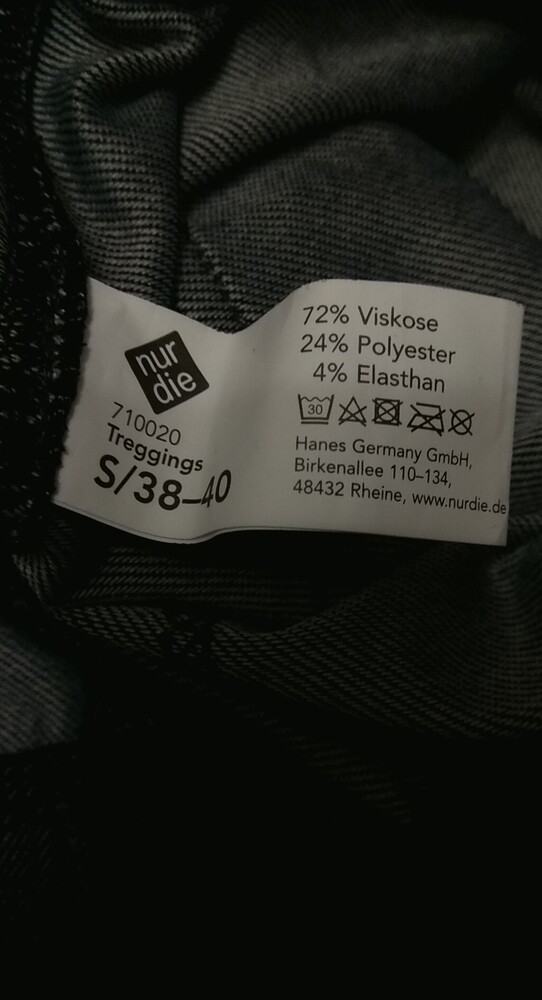 nur
die
710020
Treggings
S/38–40
72% Viskose
24% Polyester
4% Elasthan
30
Hanes Germany GmbH,
Birkenallee 110–134,
48432 Rheine, www.nurdie.de